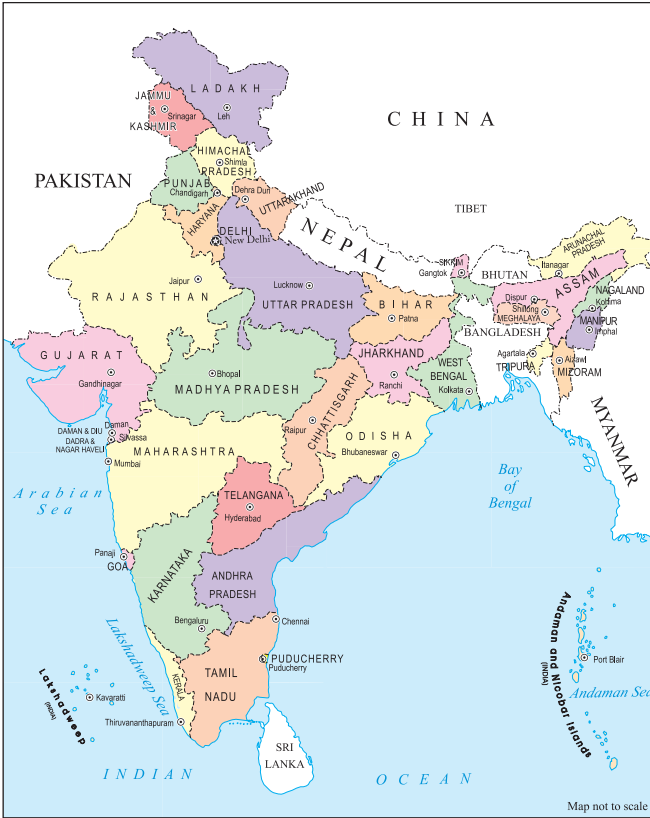 LADAKH
JAMMU
&
KASHMIR
Srinagar
Leh
CHINA
HIMACHAL
Shimla
PRADESH
PAKISTAN
PUNJAB
Chandigarh
Dehra Dun
UTTARAKHAND
HARYANA
DELHI
New Delhi
NEPAL
TIBET
ARUNACHAL
PRADESH
Itanagar
SIKKIM
Gangtok
BHUTAN
ASSAM
NAGALAND
Kohima
Dispur
Shillong
MEGHALAYA
MANIPUR
Imphal
BANGLADESH
Jaipur
RAJASTHAN
Lucknow
UTTAR PRADESH
BIHAR
Patna
Agartala
TRIPURA
Aizawl
MIZORAM
GUJARAT
Gandhinagar
Bhopal
MADHYA PRADESH
JHARKHAND
Ranchi
WEST
BENGAL
Kolkata
CHHATTISGARH
Raipur
MYANMAR
DAMAN & DIU
Daman
DADRA &
NAGAR HAVELI
Silvassa
Mumbai
MAHARASHTRA
ODISHA
Bhubaneswar
Arabian
Sea
TELANGANA
Hyderabad
Bay
of
Bengal
Panaji
GOA
KARNATAKA
ANDHRA
PRADESH
Bengaluru
Chennai
Lakshadweep Sea
KERALA
TAMIL
NADU
PUDUCHERRY
Puducherry
Andaman and Nicobar Islands
(INDIA)
Port Blair
Andaman Sea
Lakshadweep
(INDIA)
Kavaratti
Thiruvananthapuram
SRI
LANKA
INDIAN
OCEAN
Map not to scale